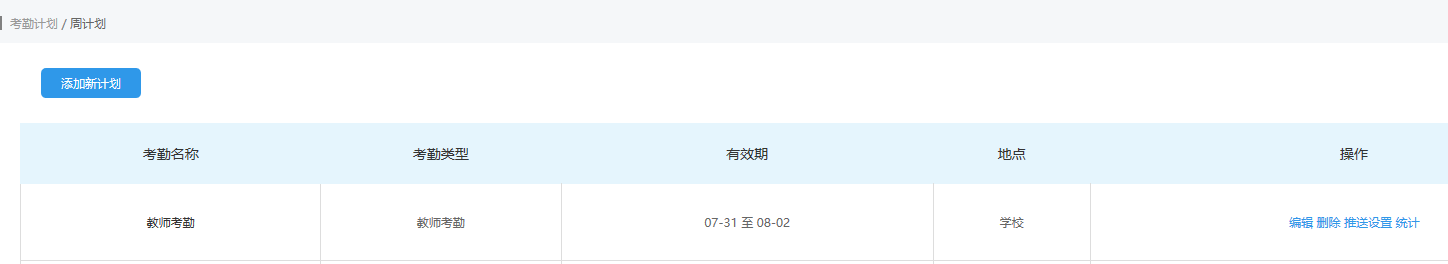 考勤计划 / 周计划
添加新计划
考勤名称 考勤类型 有效期 地点 操作
教师考勤 教师考勤 07-31 至 08-02 学校 编辑 删除 推送设置 统计